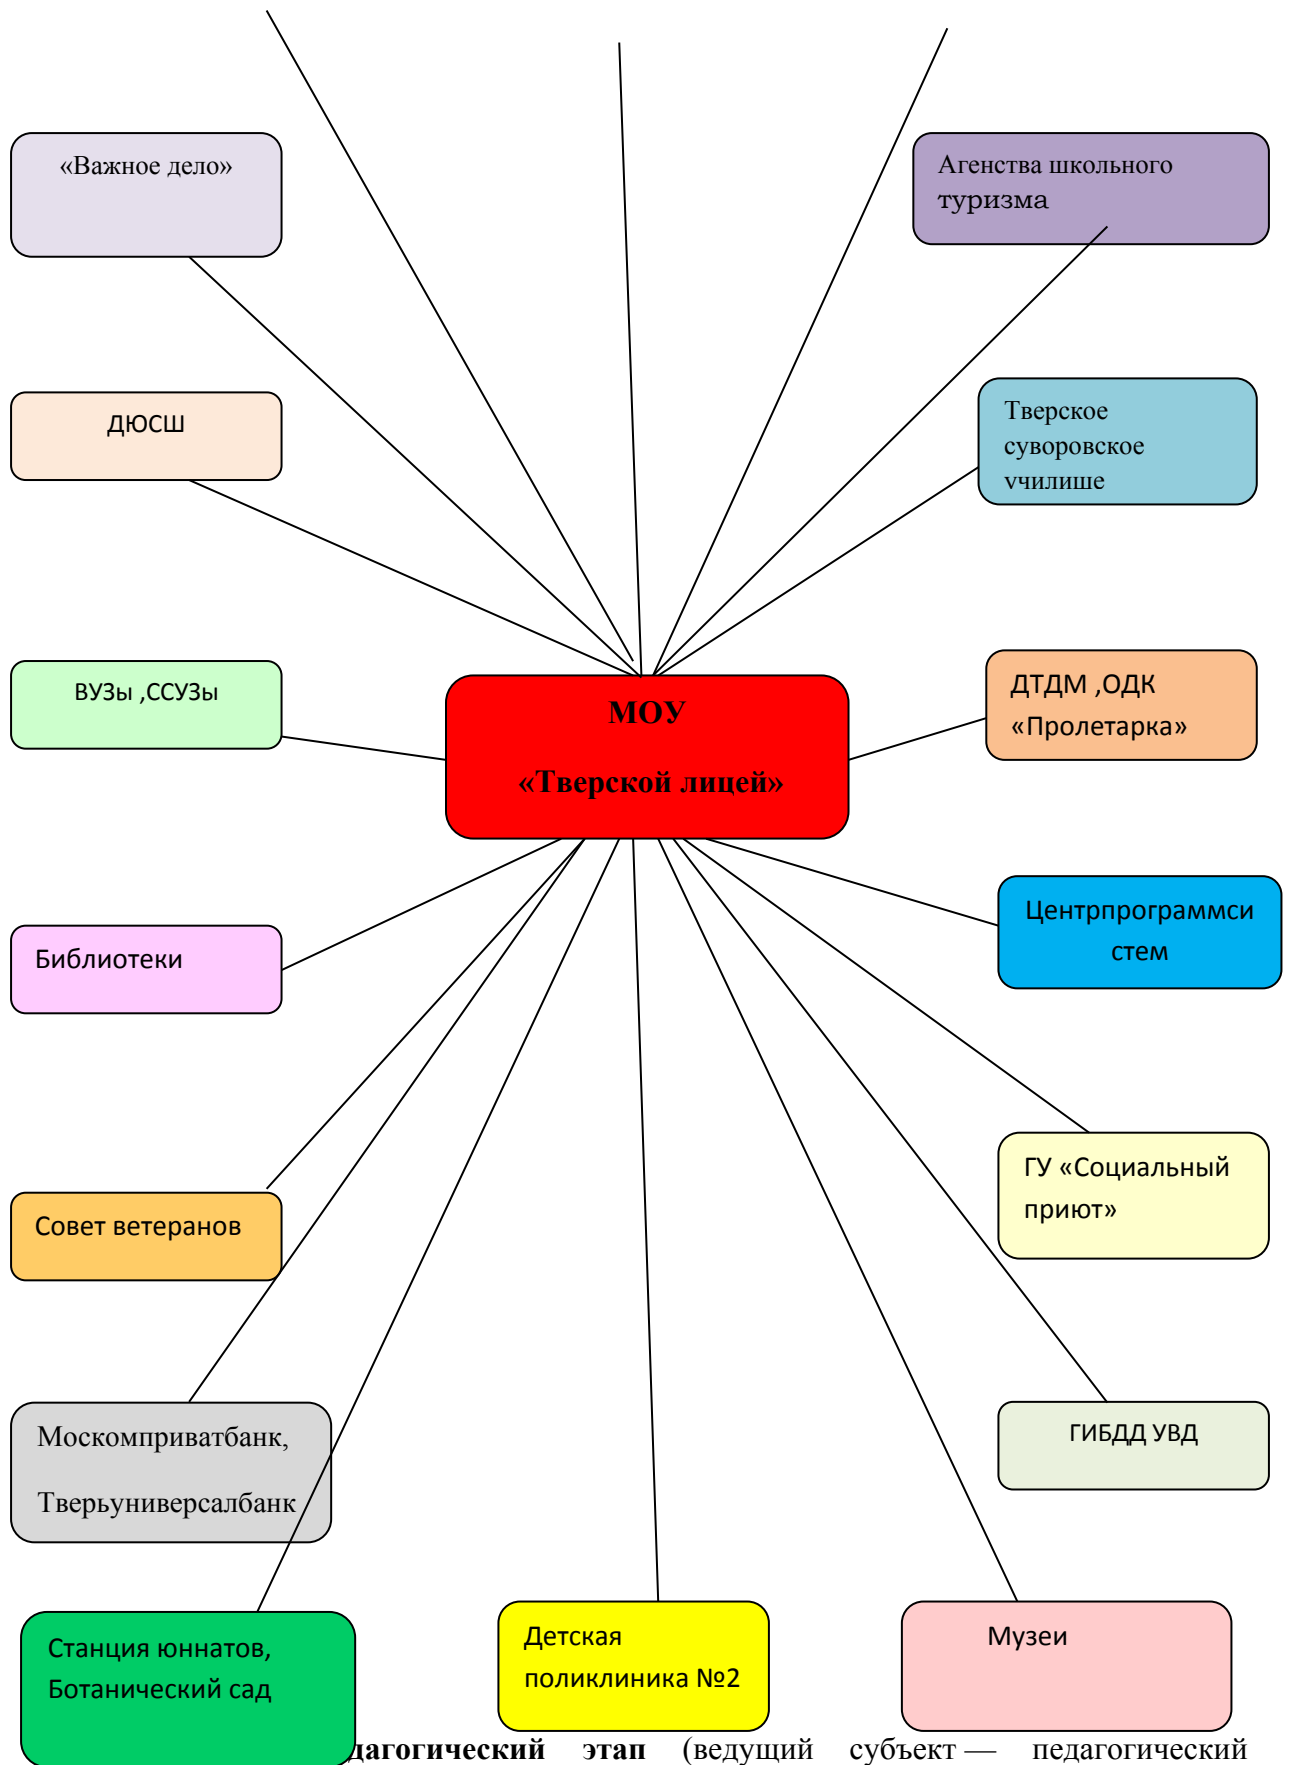 «Важное дело»
Агенства школьного
туризма
ДЮСШ
Тверское
суворовское
училише
ВУЗы ,ССУЗы
МОУ
«Тверской лицей»
ДТДМ ,ОДК
«Пролетарка»
Библиотеки
Центрпрограммси
стем
Совет ветеранов
ГУ «Социальный
приют»
Москомприватбанк,
Тверьуниверсалбанк
ГИБДД УВД
Станция юннатов,
Ботанический сад
Детская
поликлиника №2
Музеи
дагогический этап (ведущий субъект — педагогический